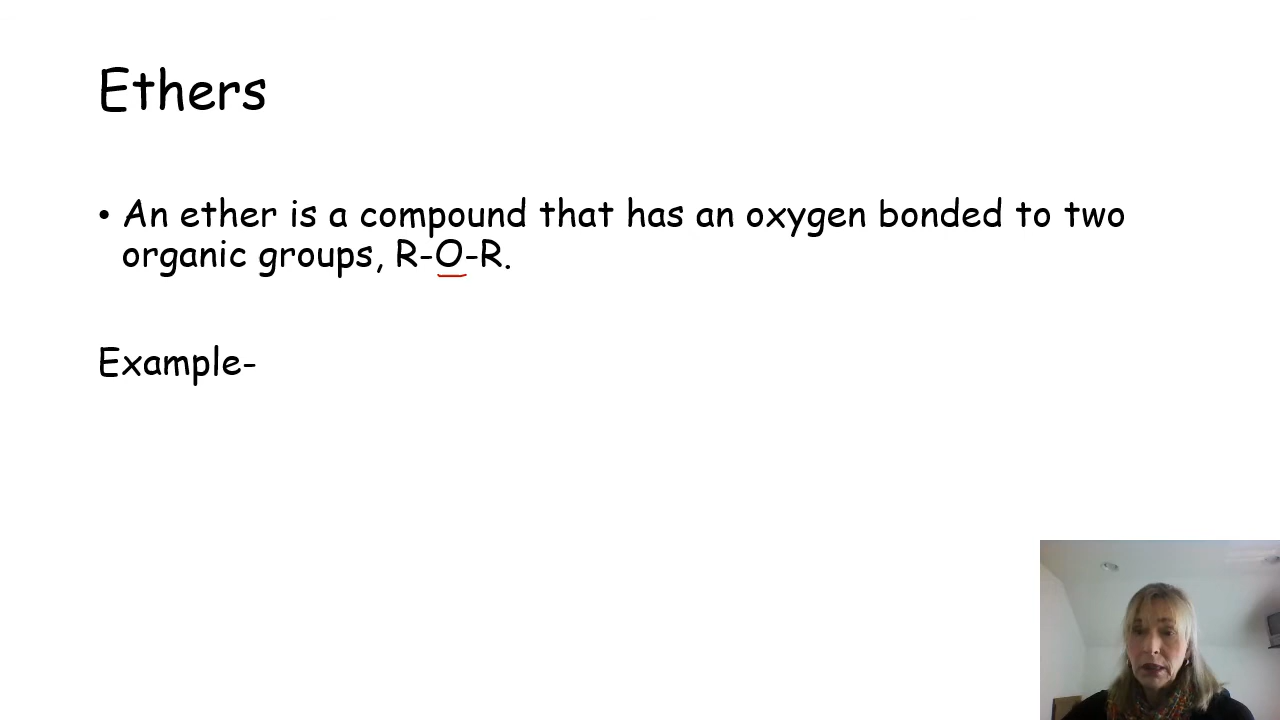 Ethers
• An ether is a compound that has an oxygen bonded to two
organic groups, R-O-R.
Example-